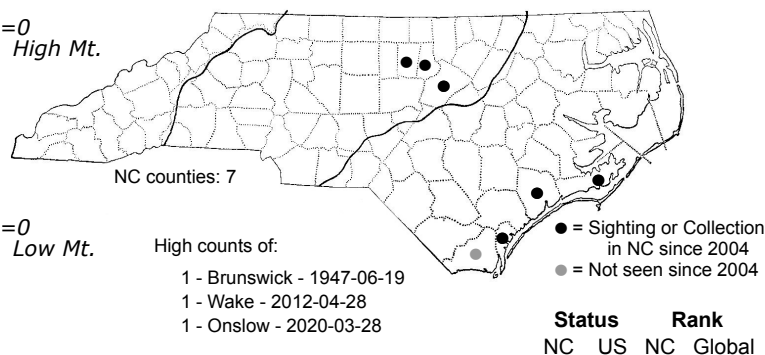 =0
High Mt.
NC counties: 7
=0
Low Mt.
High counts of:
1 - Brunswick - 1947-06-19
1 - Wake - 2012-04-28
1 - Onslow - 2020-03-28
● = Sighting or Collection
in NC since 2004
● = Not seen since 2004
Status Rank
NC US NC Global